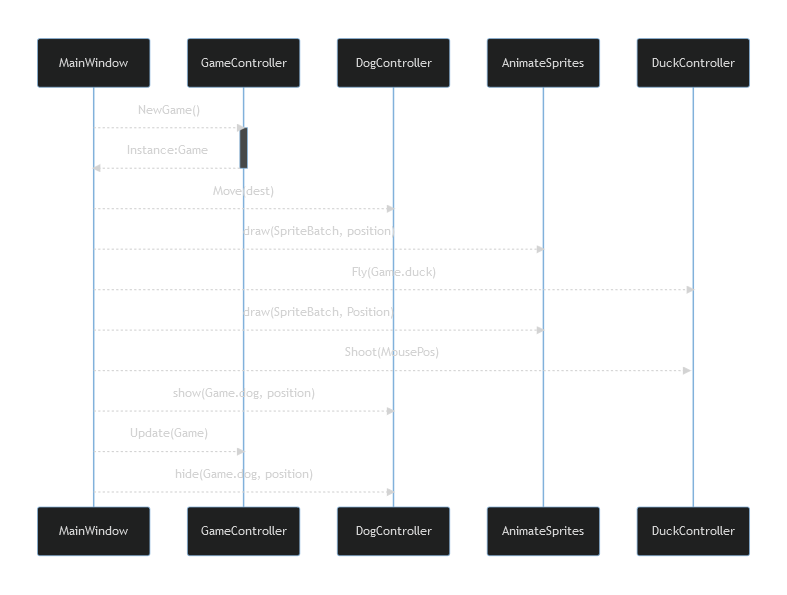 MainWindow
GameController
DogController
AnimateSprites
DuckController
NewGame()
Instance:Game
Move(dest)
draw(SpriteBatch, position)
Fly(Game.duck)
draw(SpriteBatch, Position)
Shoot(MousePos)
show(Game.dog, position)
Update(Game)
hide(Game.dog, position)
MainWindow
GameController
DogController
AnimateSprites
DuckController